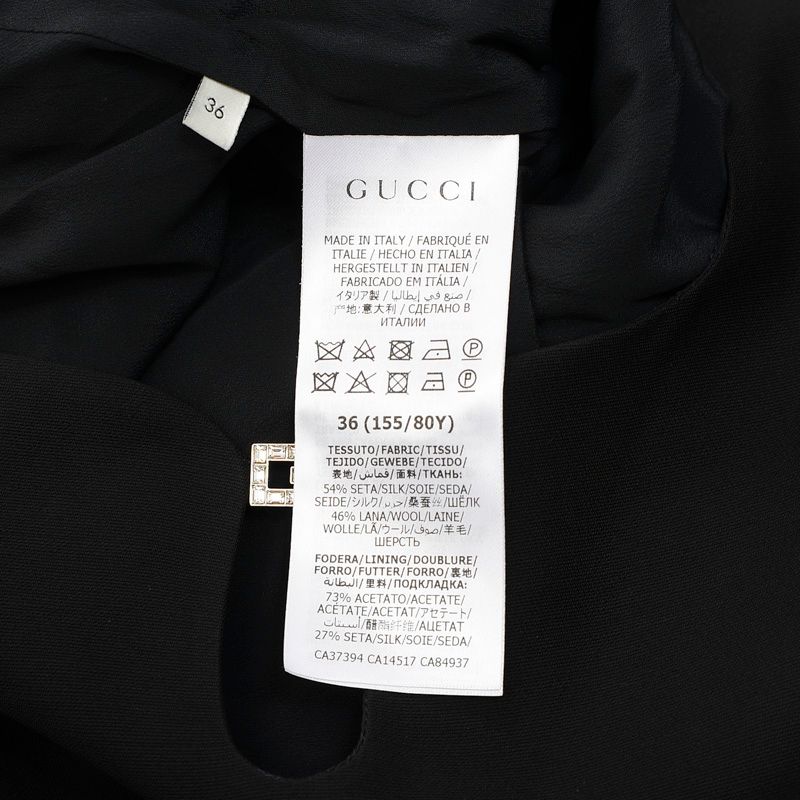 36
GUCCI
MADE IN ITALY / FABRIQUÉ EN
ITALIE / HECHO EN ITALIA /
HERGESTELLT IN ITALIEN /
FABRICADO EM ITÁLIA /
イタリア製 / صنع في إيطاليا /
产地:意大利 / СДЕЛАНО В
ИТАЛИИ
P
P
36 (155/80Y)
TESSUTO/FABRIC/TISSU/
TEJIDO/GEWEBE/TECIDO/
表地/قماش/面料/ТКАНЬ:
54% SETA/SILK/SOIE/SEDA/
SEIDE/シルク/حرير/桑蚕丝/ШЁЛК
46% LANA/WOOL/LAINE/
WOLLE/LÃ/ウール/صوف/羊毛/
ШЕРСТЬ
FODERA/LINING/DOUBLURE/
FORRO/FUTTER/FORRO/裏地/
البطانة/里料/ПОДКЛАДКА:
73% ACETATO/ACETATE/
ACÉTATE/ACETAT/アセテート/
أستيتات/醋酯纤维/АЦЕТАТ
27% SETA/SILK/SOIE/SEDA/
CA37394 CA14517 CA84937